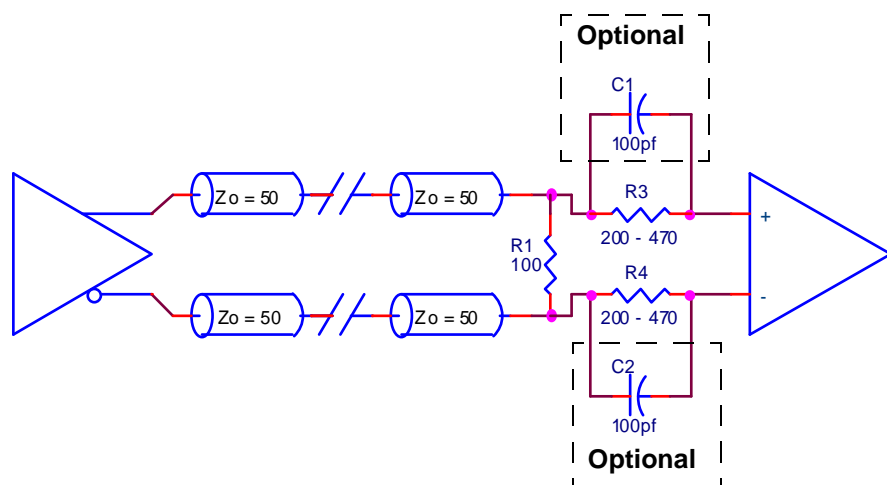 Optional
C1
100pf
Zo = 50
Zo = 50
R3
200 - 470
+
R1
100
R4
200 - 470
-
Zo = 50
Zo = 50
C2
100pf
Optional